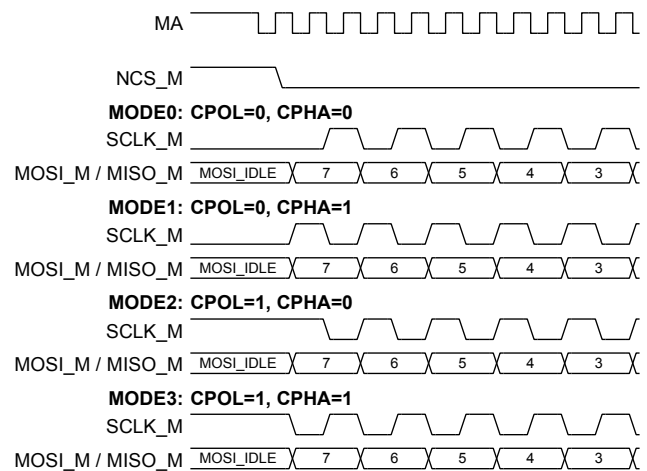 MA
NCS_M
MODE0: CPOL=0, CPHA=0
SCLK_M
MOSI_M / MISO_M MOSI_IDLE 7 6 5 4 3
MODE1: CPOL=0, CPHA=1
SCLK_M
MOSI_M / MISO_M MOSI_IDLE 7 6 5 4 3
MODE2: CPOL=1, CPHA=0
SCLK_M
MOSI_M / MISO_M MOSI_IDLE 7 6 5 4 3
MODE3: CPOL=1, CPHA=1
SCLK_M
MOSI_M / MISO_M MOSI_IDLE 7 6 5 4 3